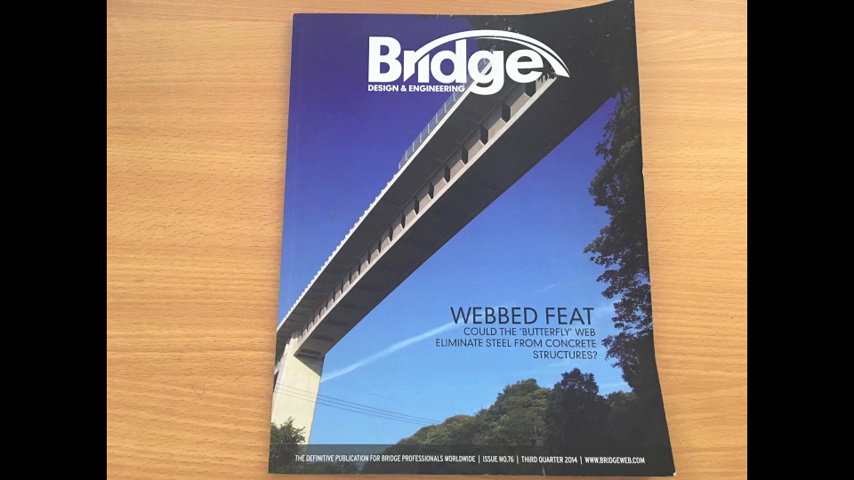 Bridge
DESIGN & ENGINEERING
WEBBED FEAT
COULD THE 'BUTTERFLY' WEB
ELIMINATE STEEL FROM CONCRETE
STRUCTURES?
THE DEFINITIVE PUBLICATION FOR BRIDGE PROFESSIONALS WORLDWIDE | ISSUE NO.76 | THIRD QUARTER 2014 | WWW.BRIDGEWEB.COM